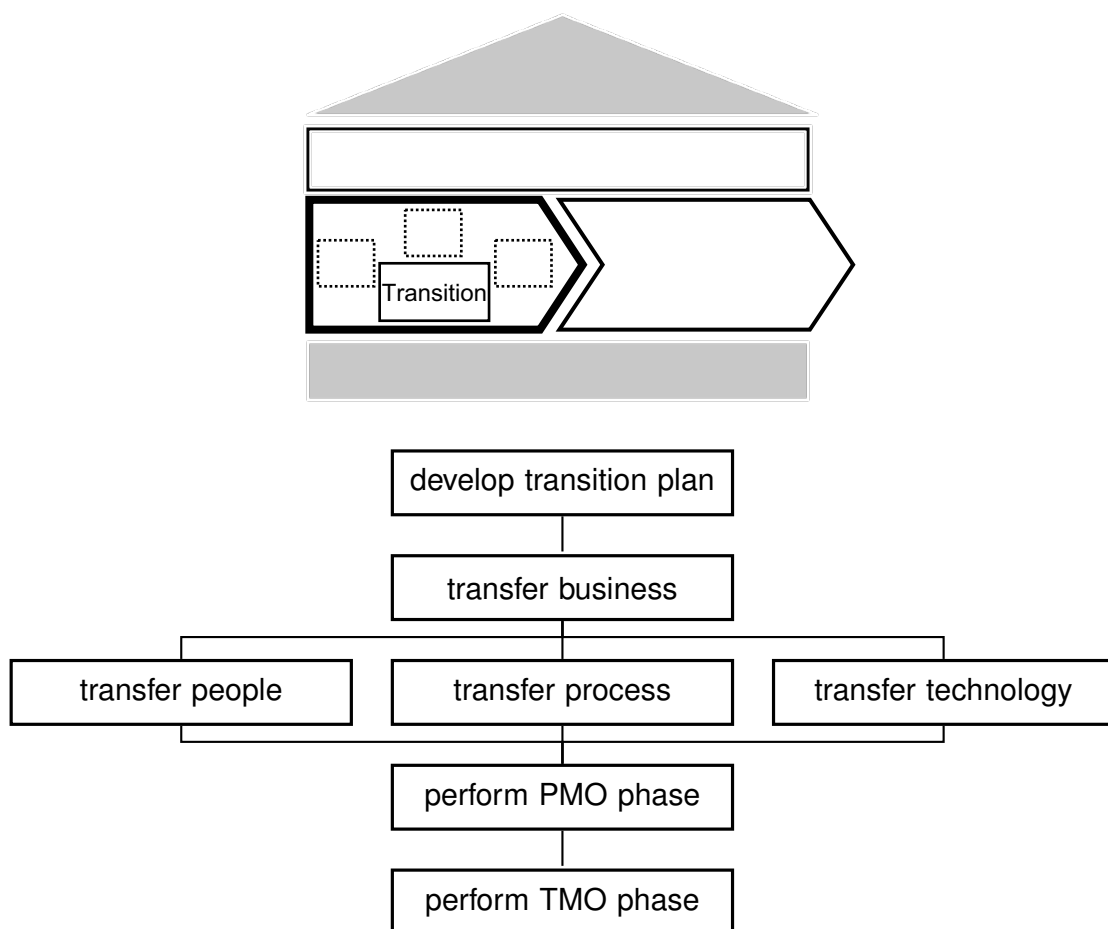 Transition
develop transition plan
transfer business
transfer people
transfer process
transfer technology
perform PMO phase
perform TMO phase